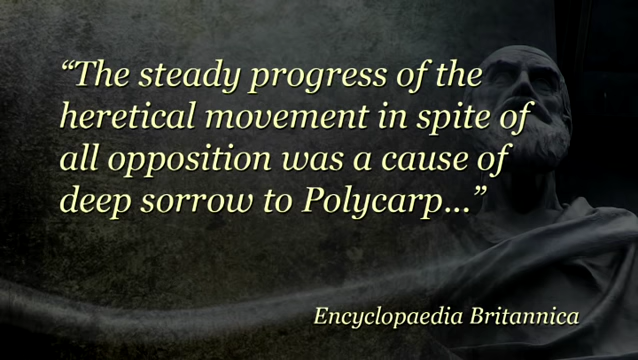 “The steady progress of the
heretical movement in spite of
all opposition was a cause of
deep sorrow to Polycarp...”
Encyclopaedia Britannica